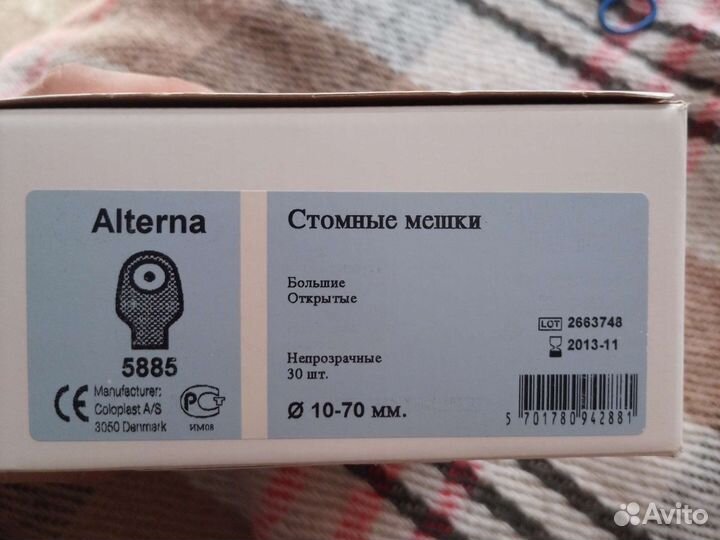 Alterna
5885
CE Manufacturer:
Coloplast A/S
3050 Denmark
РСТ
ИМ08
Стомные мешки
Большие
Открытые
Непрозрачные
30 шт.
Ø 10-70 мм.
LOT 2663748
2013-11
5 701780 942881
Avito